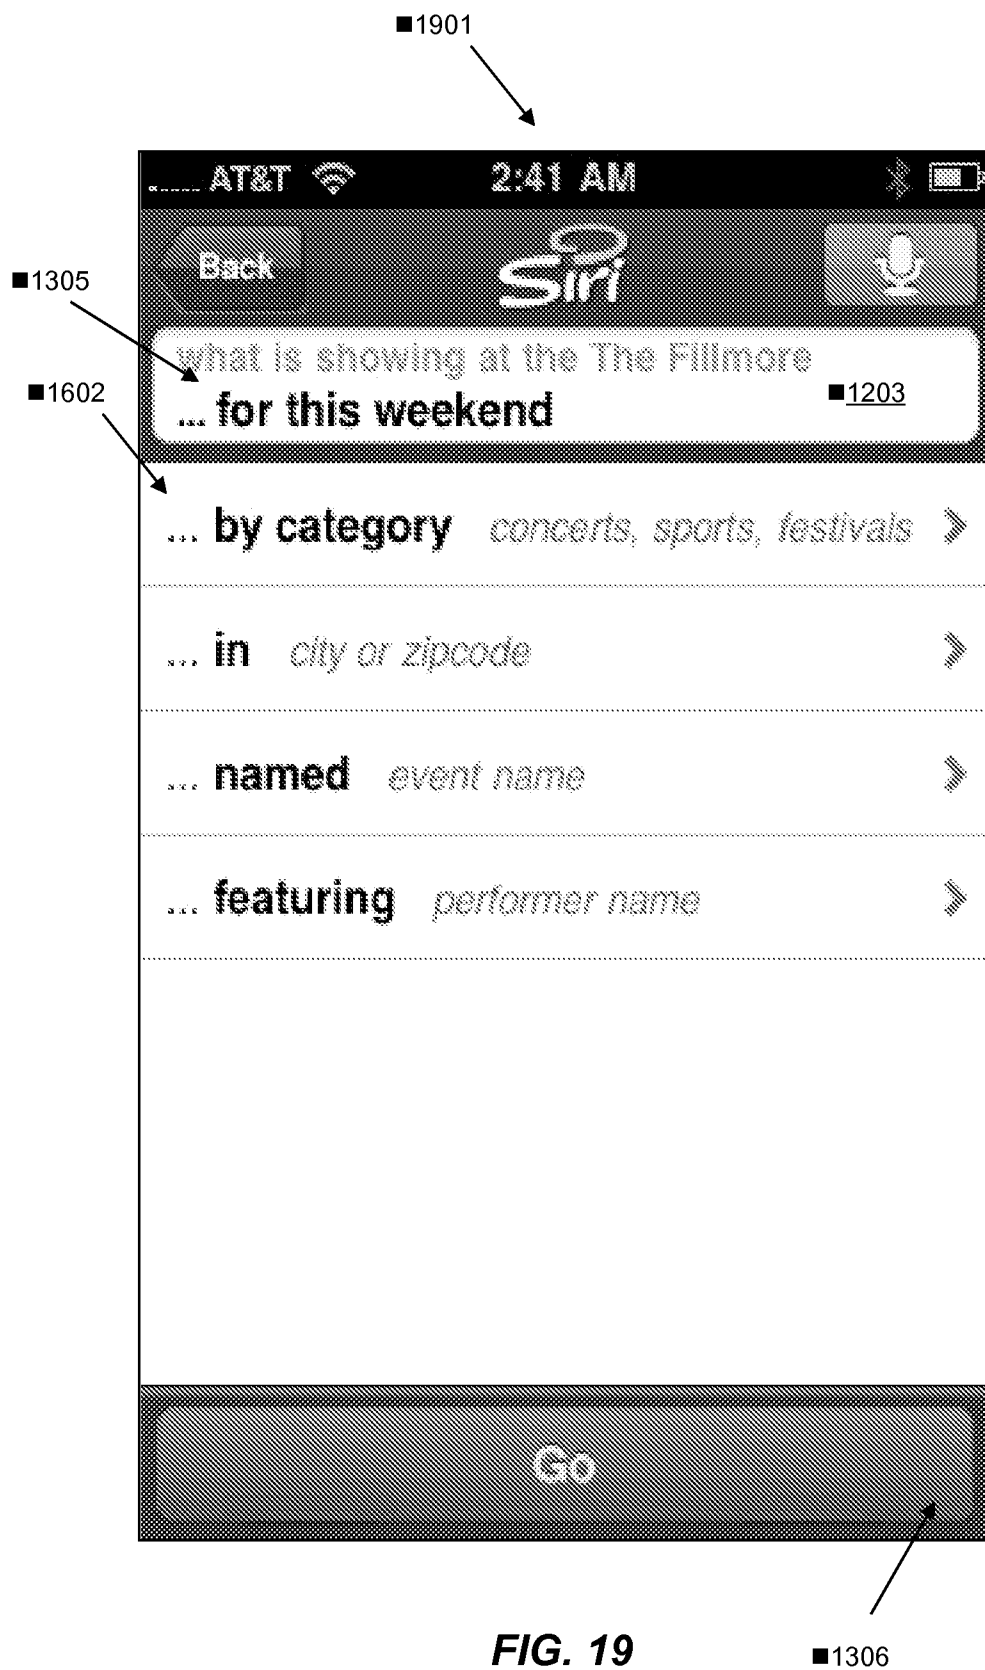 ■1901
AT&T 2:41 AM
Back Siri
■1305
what is showing at the The Fillmore
■1602
... for this weekend ■1203
... by category concerts, sports, festivals
... in city or zipcode
... named event name
... featuring performer name
Go
FIG. 19
■1306